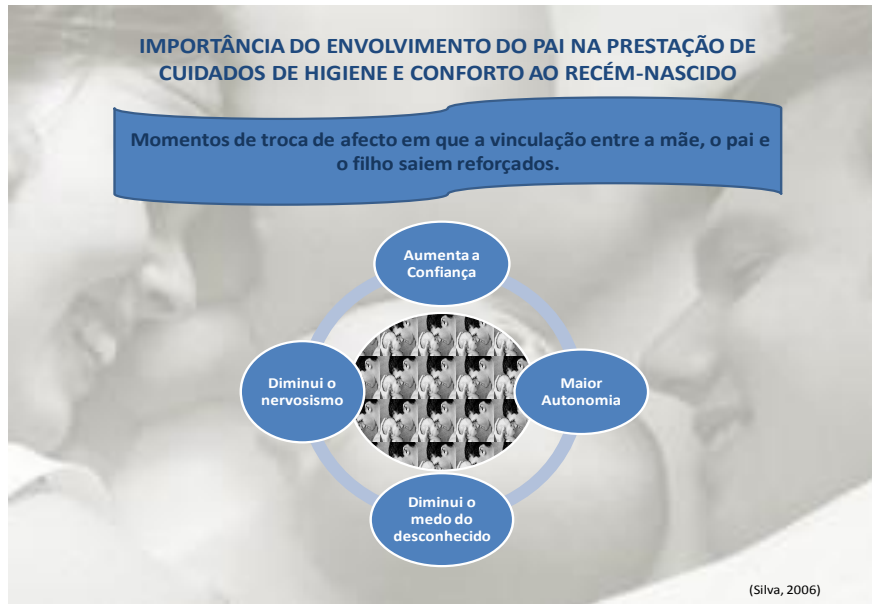 IMPORTÂNCIA DO ENVOLVIMENTO DO PAI NA PRESTAÇÃO DE
CUIDADOS DE HIGIENE E CONFORTO AO RECÉM-NASCIDO
Momentos de troca de afecto em que a vinculação entre a mãe, o pai e
o filho saiem reforçados.
Aumenta a
Confiança
Diminui o
nervosismo
Maior
Autonomia
Diminui o
medo do
desconhecido
(Silva, 2006)